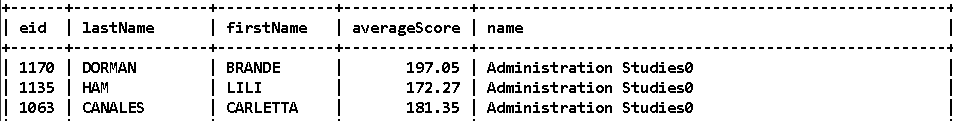 | eid | lastName | firstName | averageScore | name |
| 1170 | DORMAN | BRANDE | 197.05 | Administration Studies0 |
| 1135 | HAM | LILI | 172.27 | Administration Studies0 |
| 1063 | CANALES | CARLETTA | 181.35 | Administration Studies0 |